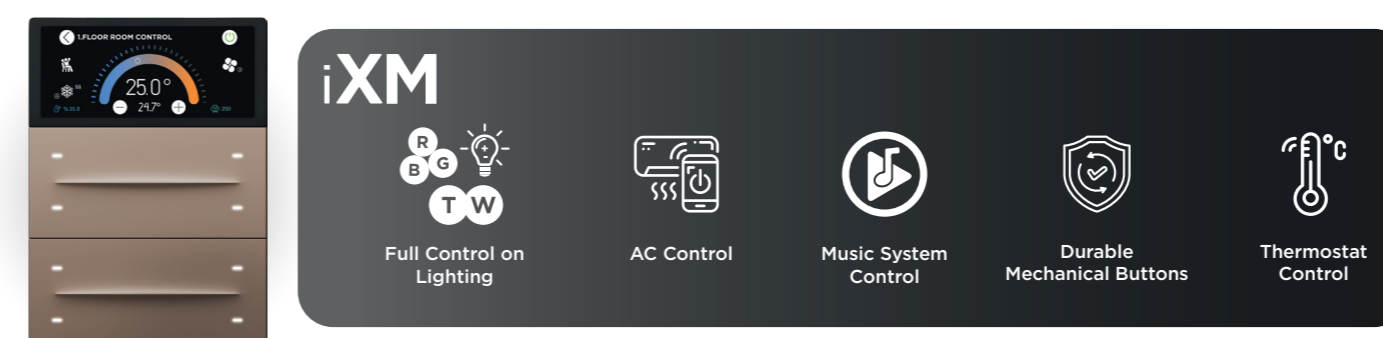 1.FLOOR ROOM CONTROL
25.0°
24.7°
250
iXM
R
B G
T W
Full Control on
Lighting
AC Control
Music System
Control
Durable
Mechanical Buttons
°C
Thermostat
Control